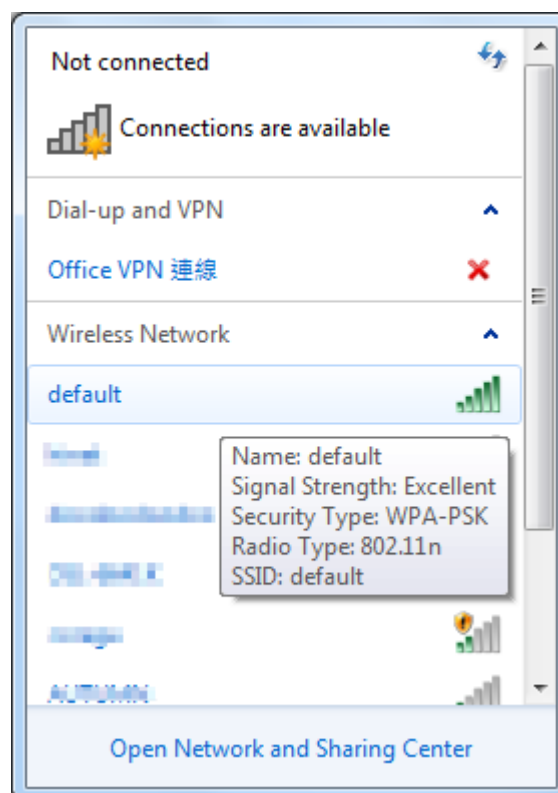 Not connected
Connections are available
Dial-up and VPN
Office VPN 連線
Wireless Network
default
Name: default
Signal Strength: Excellent
Security Type: WPA-PSK
Radio Type: 802.11n
SSID: default
Open Network and Sharing Center